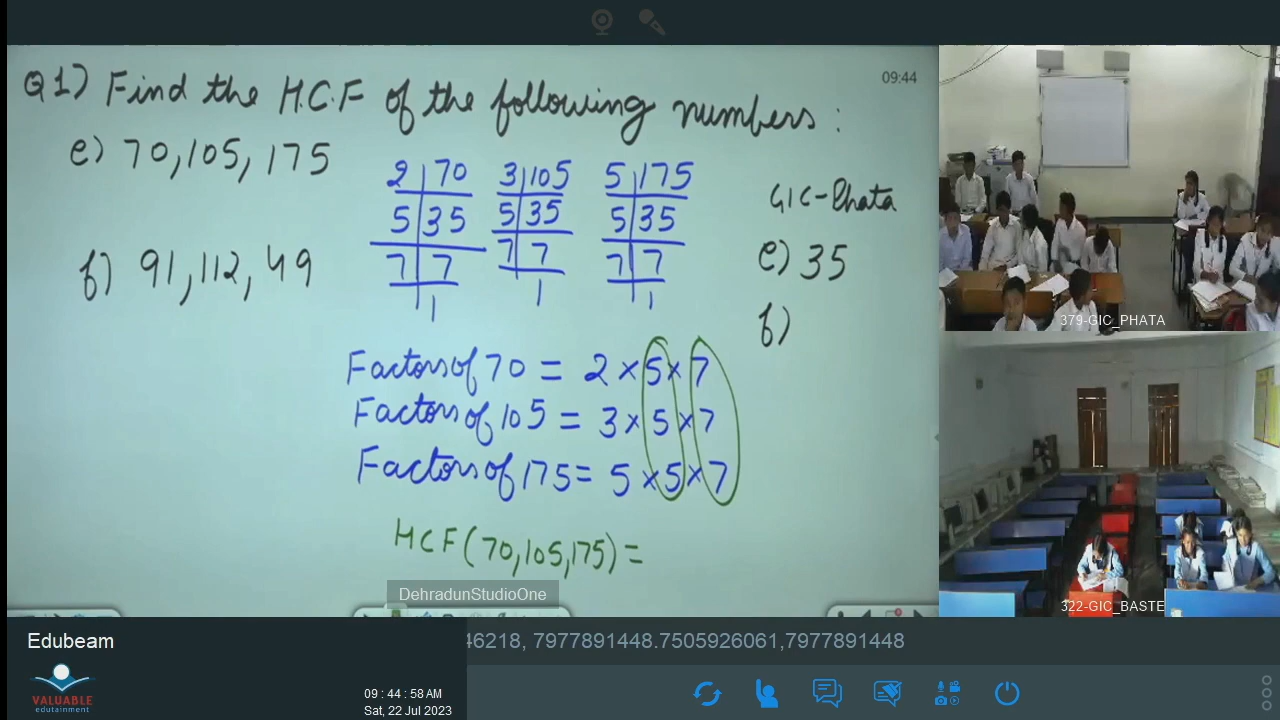 Q1) Find the H.C.F of the following numbers :
09:44
e) 70, 105, 175
f) 91, 112, 49
2 | 70
5 | 35
7 | 7
1
3 | 105
5 | 35
7 | 7
1
5 | 175
5 | 35
7 | 7
1
GIC-Phata
e) 35
f)
Factors of 70 = 2 × 5 × 7
Factors of 105 = 3 × 5 × 7
Factors of 175 = 5 × 5 × 7
HCF (70, 105, 175) =
DehradunStudioOne
379-GIC_PHATA
322-GIC_BASTE
Edubeam
46218, 7977891448.7505926061,7977891448
VALUABLE
edutainment
09 : 44 : 58 AM
Sat, 22 Jul 2023